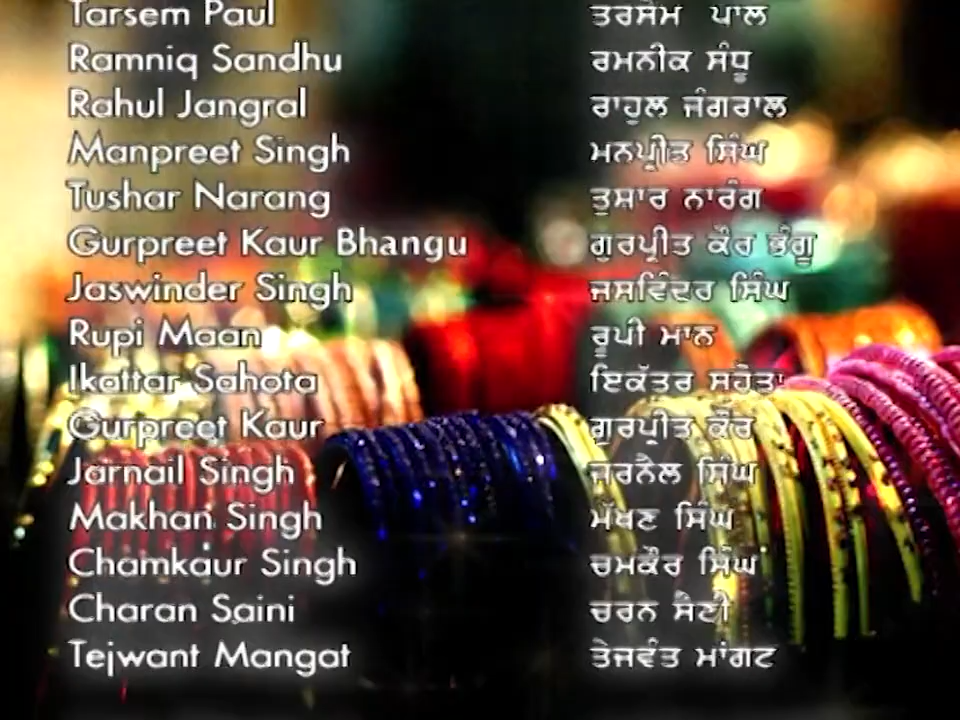 Tarsem Paul ਤਰਸੇਮ ਪਾਲ
Ramniq Sandhu ਰਮਨੀਕ ਸੰਧੂ
Rahul Jangral ਰਾਹੁਲ ਜੰਗਰਾਲ
Manpreet Singh ਮਨਪ੍ਰੀਤ ਸਿੰਘ
Tushar Narang ਤੁਸਾਰ ਨਾਰੰਗ
Gurpreet Kaur Bhangu ਗੁਰਪ੍ਰੀਤ ਕੌਰ ਭੰਗੂ
Jaswinder Singh ਜਸਵਿੰਦਰ ਸਿੰਘ
Rupi Maan ਰੂਪੀ ਮਾਨ
Ikattar Sahota ਇਕੱਤਰ ਸਹੋਤਾ
Gurpreet Kaur ਗੁਰਪ੍ਰੀਤ ਕੌਰ
Jarnail Singh ਜਰਨੈਲ ਸਿੰਘ
Makhan Singh ਮੱਖਣ ਸਿੰਘ
Chamkaur Singh ਚਮਕੌਰ ਸਿੰਘ
Charan Saini ਚਰਨ ਸੈਣੀ
Tejwant Mangat ਤੇਜਵੰਤ ਮਾਂਗਟ